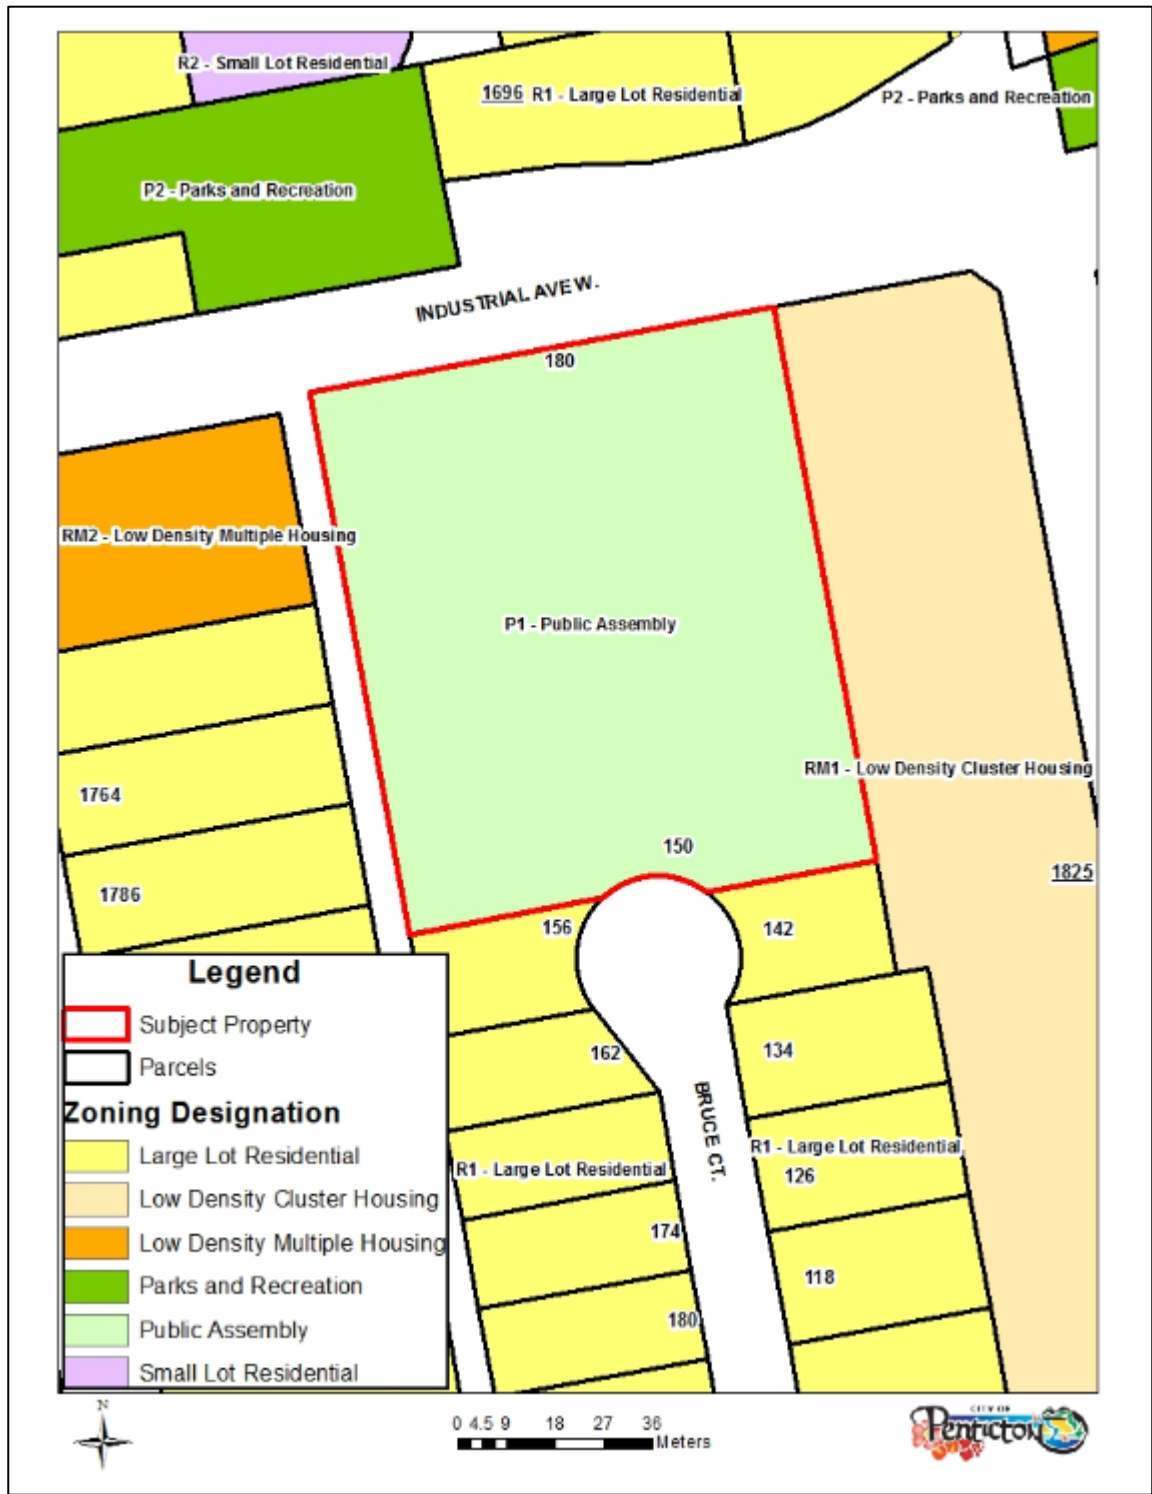 R2 - Small Lot Residential
1696 R1 - Large Lot Residential
P2 - Parks and Recreation
P2 - Parks and Recreation
INDUSTRIAL AVE W.
180
RM2 - Low Density Multiple Housing
P1 - Public Assembly
RM1 - Low Density Cluster Housing
1764
150
1825
1786
156
142
162
134
BRUCE CT.
R1 - Large Lot Residential
R1 - Large Lot Residential
126
174
118
180
Legend
Subject Property
Parcels
Zoning Designation
Large Lot Residential
Low Density Cluster Housing
Low Density Multiple Housing
Parks and Recreation
Public Assembly
Small Lot Residential
N
0 4.5 9 18 27 36
Meters
CITY OF
Penticton